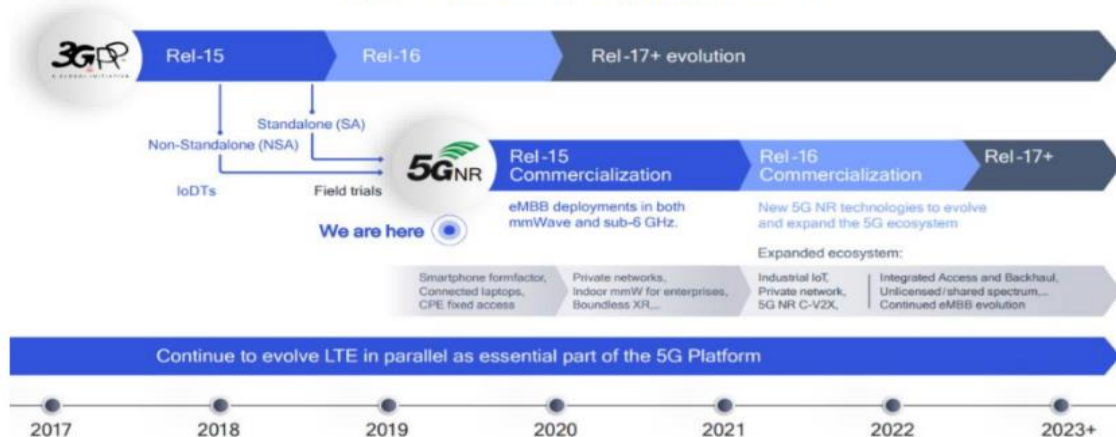 3GPP
A GLOBAL INITIATIVE
Rel-15
Rel-16
Rel-17+ evolution
Standalone (SA)
Non-Standalone (NSA)
IoDTs
Field trials
5G NR
Rel-15
Commercialization
Rel-16
Commercialization
Rel-17+
eMBB deployments in both
mmWave and sub-6 GHz.
New 5G NR technologies to evolve
and expand the 5G ecosystem
We are here
Expanded ecosystem:
Smartphone formfactor,
Connected laptops,
CPE fixed access
Private networks,
Indoor mmW for enterprises,
Boundless XR,...
Industrial IoT,
Private network,
5G NR C-V2X,
Integrated Access and Backhaul,
Unlicensed/shared spectrum,...
Continued eMBB evolution
Continue to evolve LTE in parallel as essential part of the 5G Platform
2017
2018
2019
2020
2021
2022
2023+